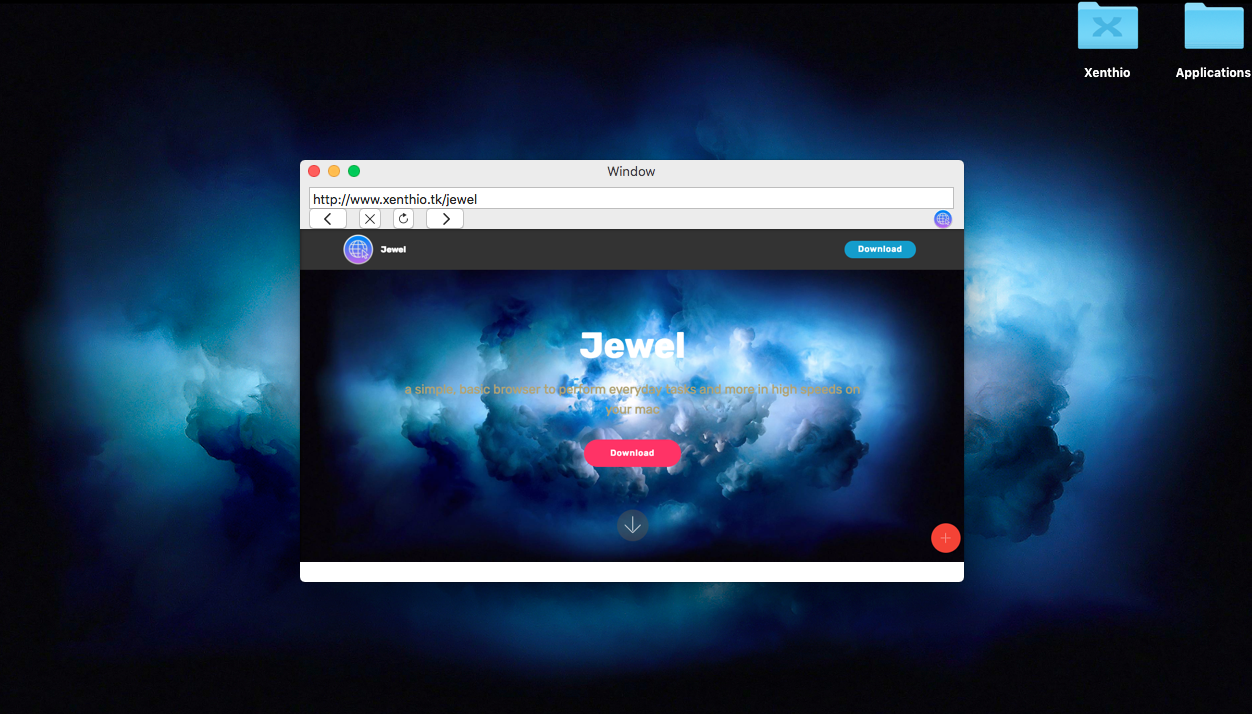 Xenthio
Applications
Window
http://www.xenthio.tk/jewel
Jewel
Download
Jewel
a simple, basic browser to perform everyday tasks and more in high speeds on
your mac
Download